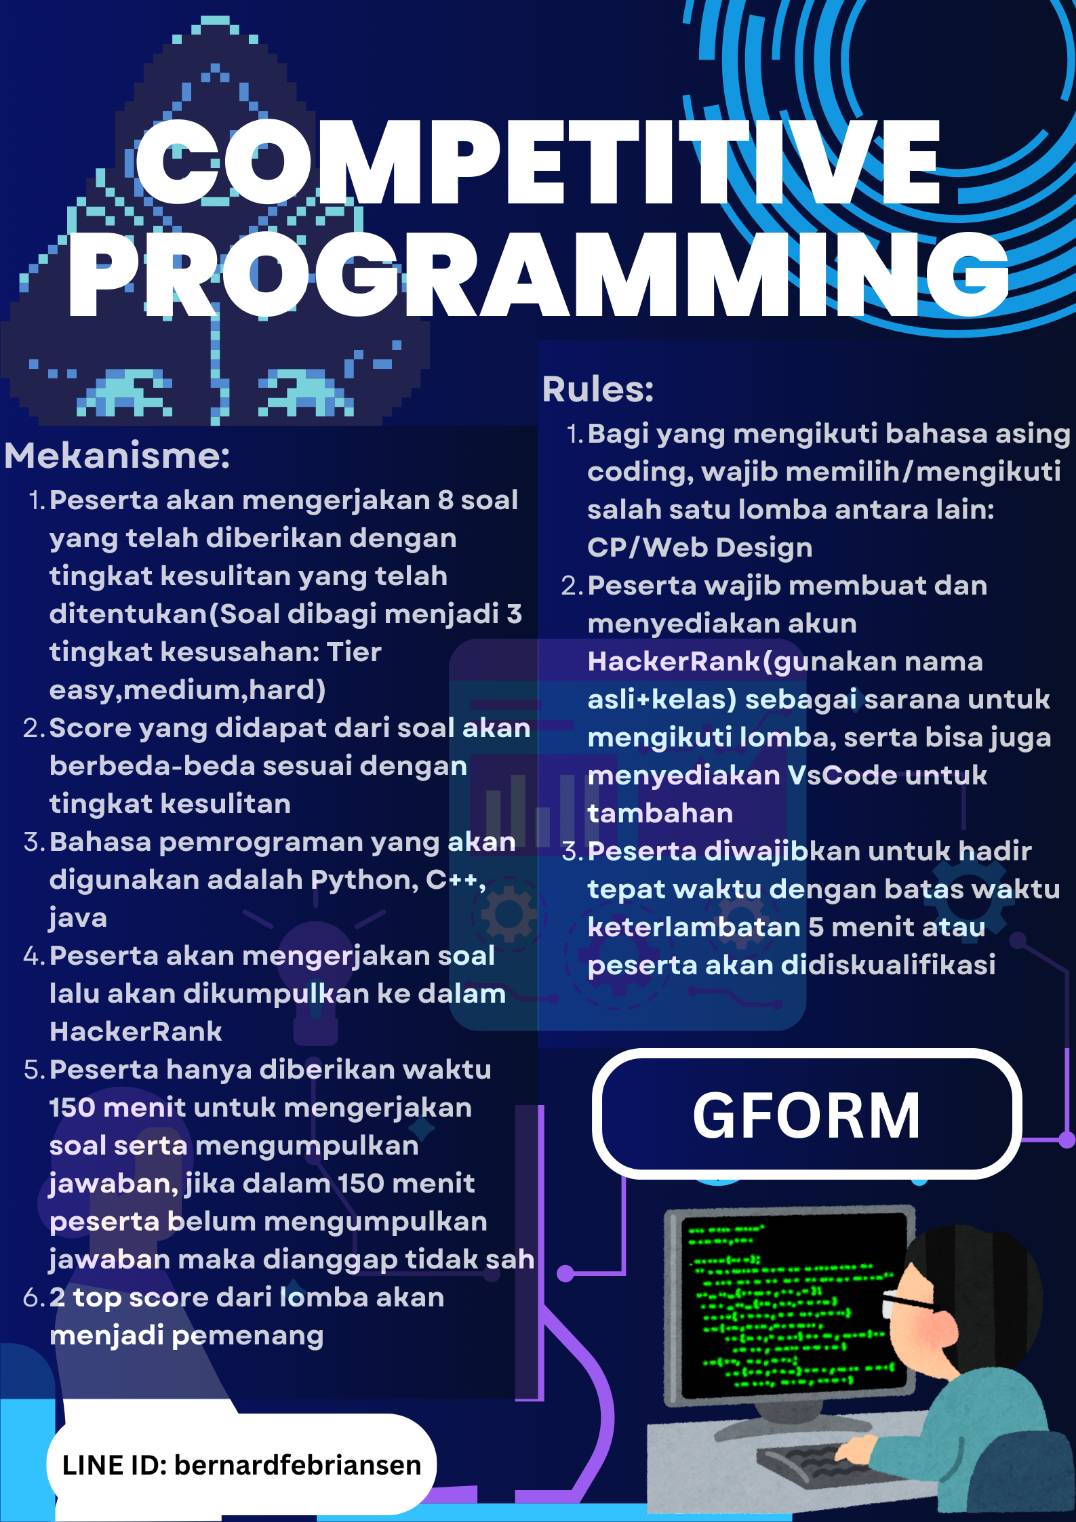 COMPETITIVE
PROGRAMMING
Mekanisme:
1. Peserta akan mengerjakan 8 soal
yang telah diberikan dengan
tingkat kesulitan yang telah
ditentukan(Soal dibagi menjadi 3
tingkat kesusahan: Tier
easy,medium,hard)
2. Score yang didapat dari soal akan
berbeda-beda sesuai dengan
tingkat kesulitan
3. Bahasa pemrograman yang akan
digunakan adalah Python, C++,
java
4. Peserta akan mengerjakan soal
lalu akan dikumpulkan ke dalam
HackerRank
5. Peserta hanya diberikan waktu
150 menit untuk mengerjakan
soal serta mengumpulkan
jawaban, jika dalam 150 menit
peserta belum mengumpulkan
jawaban maka dianggap tidak sah
6. 2 top score dari lomba akan
menjadi pemenang
Rules:
1. Bagi yang mengikuti bahasa asing
coding, wajib memilih/mengikuti
salah satu lomba antara lain:
CP/Web Design
2. Peserta wajib membuat dan
menyediakan akun
HackerRank(gunakan nama
asli+kelas) sebagai sarana untuk
mengikuti lomba, serta bisa juga
menyediakan VsCode untuk
tambahan
3. Peserta diwajibkan untuk hadir
tepat waktu dengan batas waktu
keterlambatan 5 menit atau
peserta akan didiskualifikasi
GFORM
LINE ID: bernardfebriansen